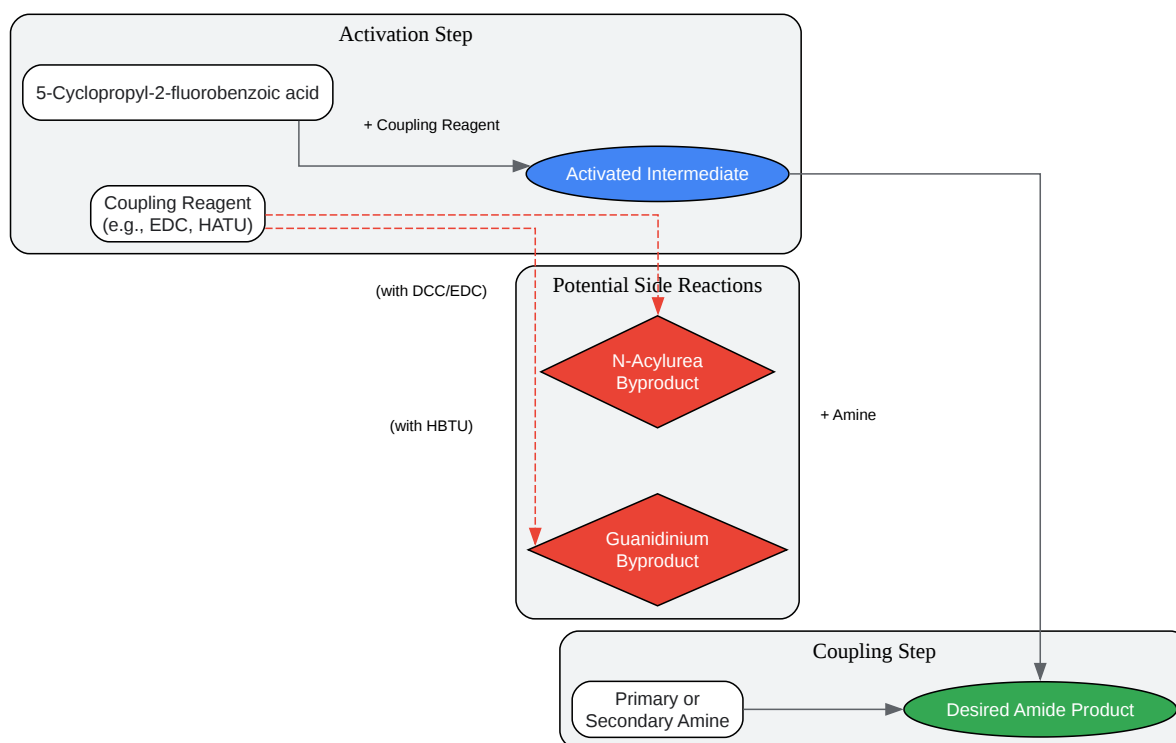 Activation Step
5-Cyclopropyl-2-fluorobenzoic acid
+ Coupling Reagent
Activated Intermediate
Coupling Reagent
(e.g., EDC, HATU)
(with DCC/EDC)
Potential Side Reactions
N-Acylurea
Byproduct
(with HBTU)
+ Amine
Guanidinium
Byproduct
Coupling Step
Primary or
Secondary Amine
Desired Amide Product